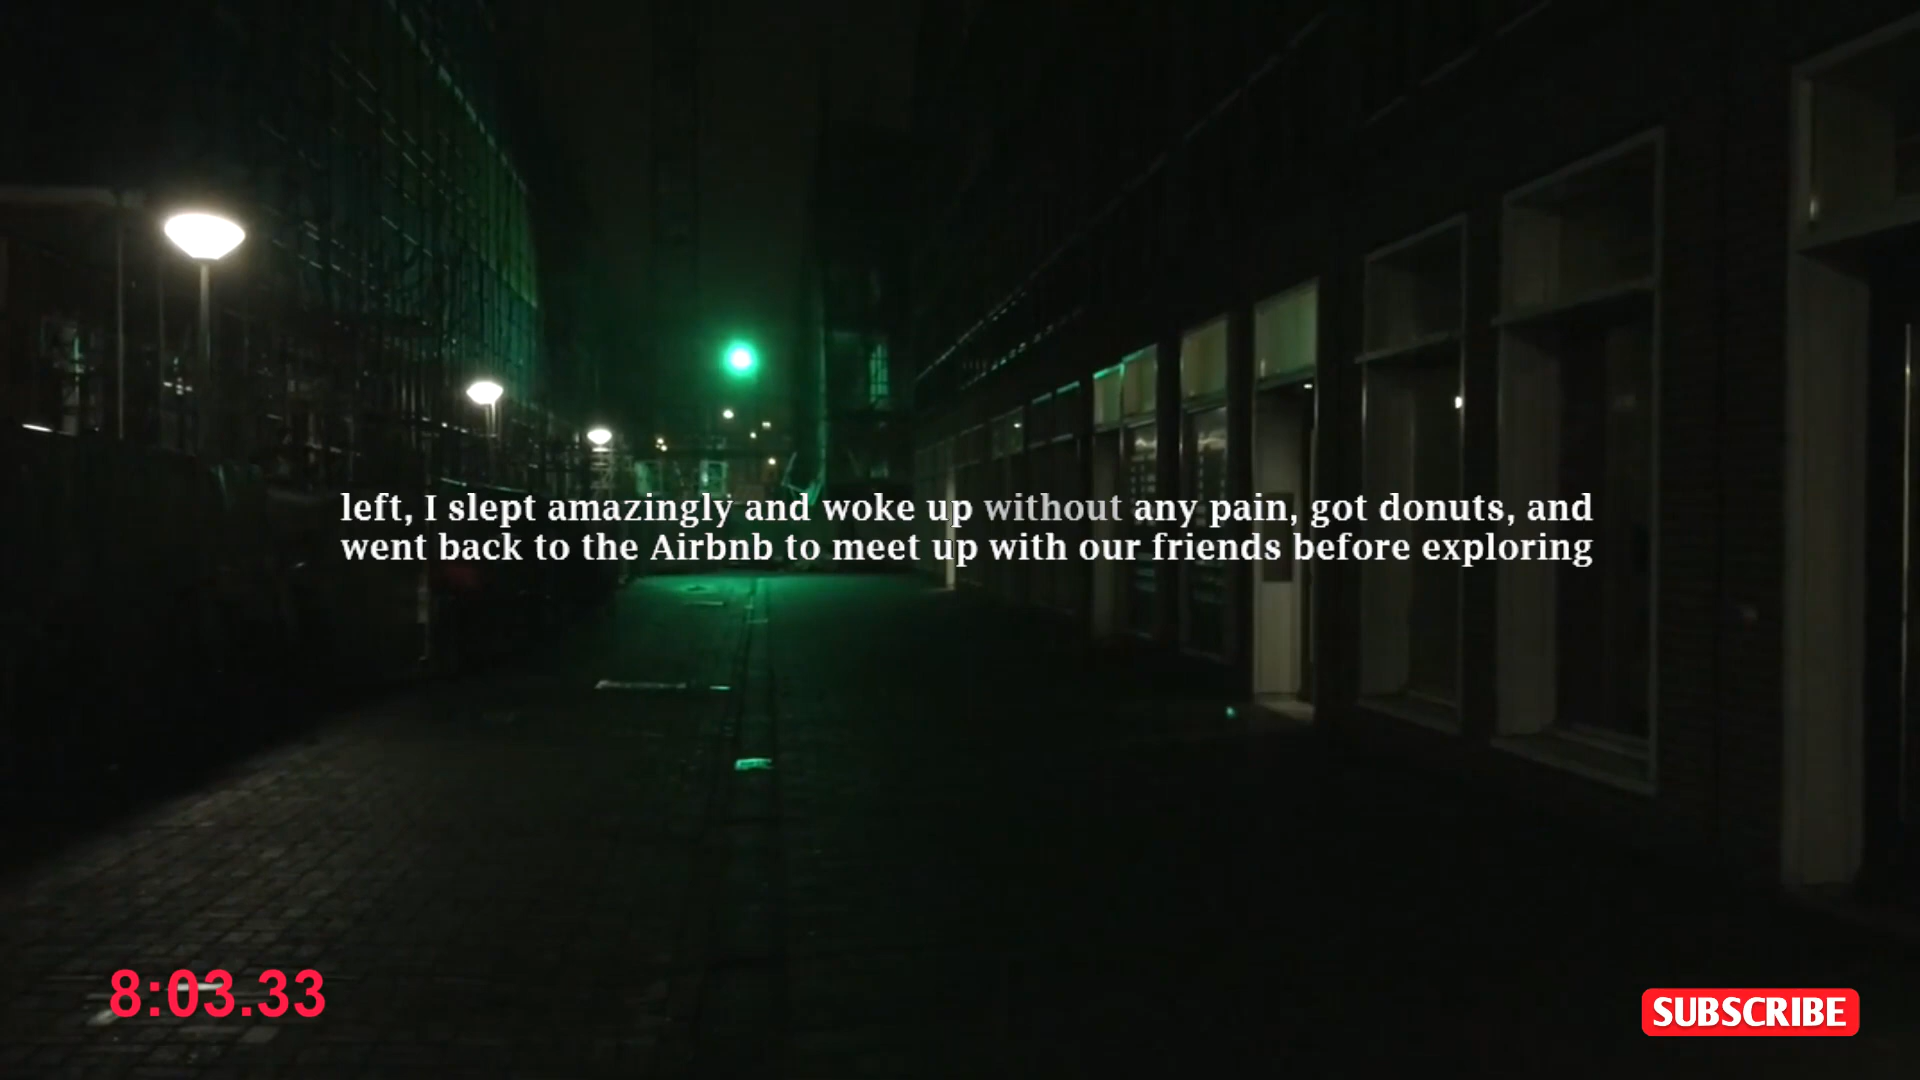 left, I slept amazingly and woke up without any pain, got donuts, and
went back to the Airbnb to meet up with our friends before exploring
8:03.33
SUBSCRIBE